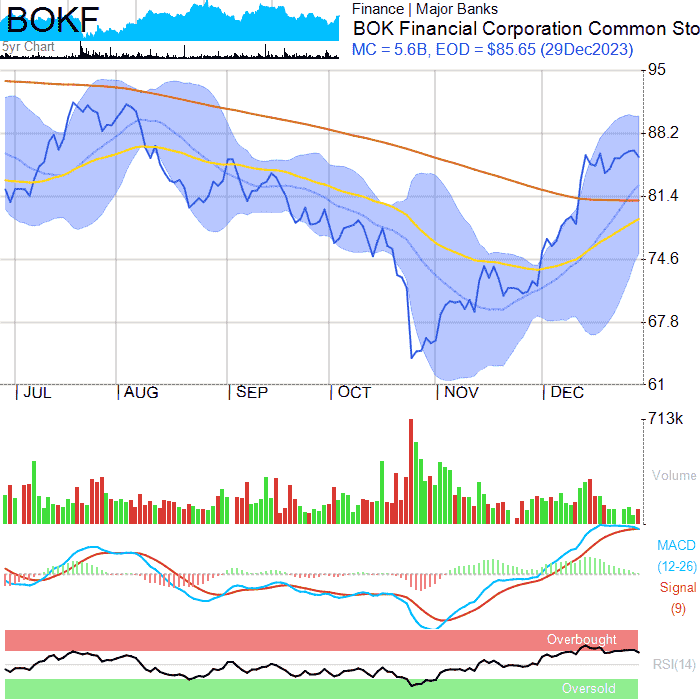 BOKF
5yr Chart
Finance | Major Banks
BOK Financial Corporation Common Sto
MC = 5.6B, EOD = $85.65 (29Dec2023)
95
88.2
81.4
74.6
67.8
61
| JUL | AUG | SEP | OCT | NOV | DEC
713k
Volume
MACD
(12-26)
Signal
(9)
Overbought
RSI(14)
Oversold